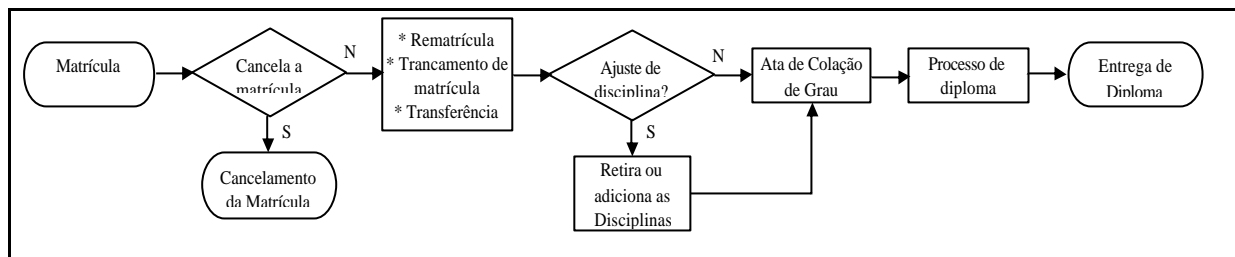 Matrícula
Cancela a
matrícula
N
S
Cancelamento
da Matrícula
* Rematrícula
* Trancamento de
matrícula
* Transferência
Ajuste de
disciplina?
N
S
Retira ou
adiciona as
Disciplinas
Ata de Colação
de Grau
Processo de
diploma
Entrega de
Diploma